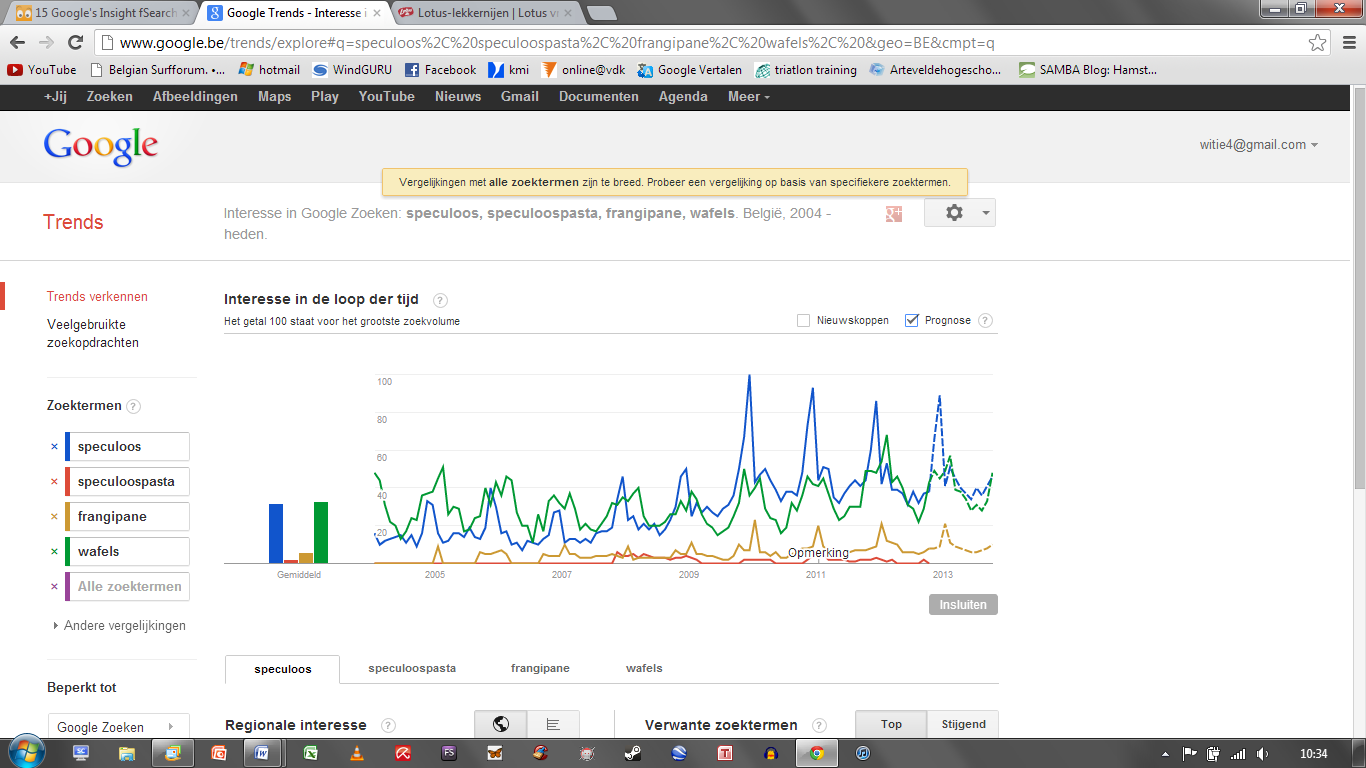 15 Google's Insight fSearch
Google Trends - Interesse i
Lotus-lekkernijen | Lotus v
www.google.be/trends/explore#q=speculoos%2C%20speculoospasta%2C%20frangipane%2C%20wafels%2C%20&geo=BE&cmpt=q
YouTube Belgian Surfforum. •... hotmail WindGURU Facebook kmi online@vdk Google Vertalen triatlon training Arteveldehogescho... SAMBA Blog: Hamst...
+Jij Zoeken Afbeeldingen Maps Play YouTube Nieuws Gmail Documenten Agenda Meer
Google
witie4@gmail.com
Vergelijkingen met alle zoektermen zijn te breed. Probeer een vergelijking op basis van specifiekere zoektermen.
Trends
Interesse in Google Zoeken: speculoos, speculoospasta, frangipane, wafels. België, 2004 -
heden.
g+
Trends verkennen
Veelgebruikte
zoekopdrachten
Zoektermen ?
× speculoos
× speculoospasta
× frangipane
× wafels
× Alle zoektermen
Andere vergelijkingen
Beperkt tot
Google Zoeken
Interesse in de loop der tijd ?
Het getal 100 staat voor het grootste zoekvolume
Nieuwskoppen Prognose ?
100
80
60
40
20
Opmerking
Gemiddeld 2005 2007 2009 2011 2013
Insluiten
speculoos speculoospasta frangipane wafels
Regionale interesse ?
Verwante zoektermen ? Top Stijgend
10:34